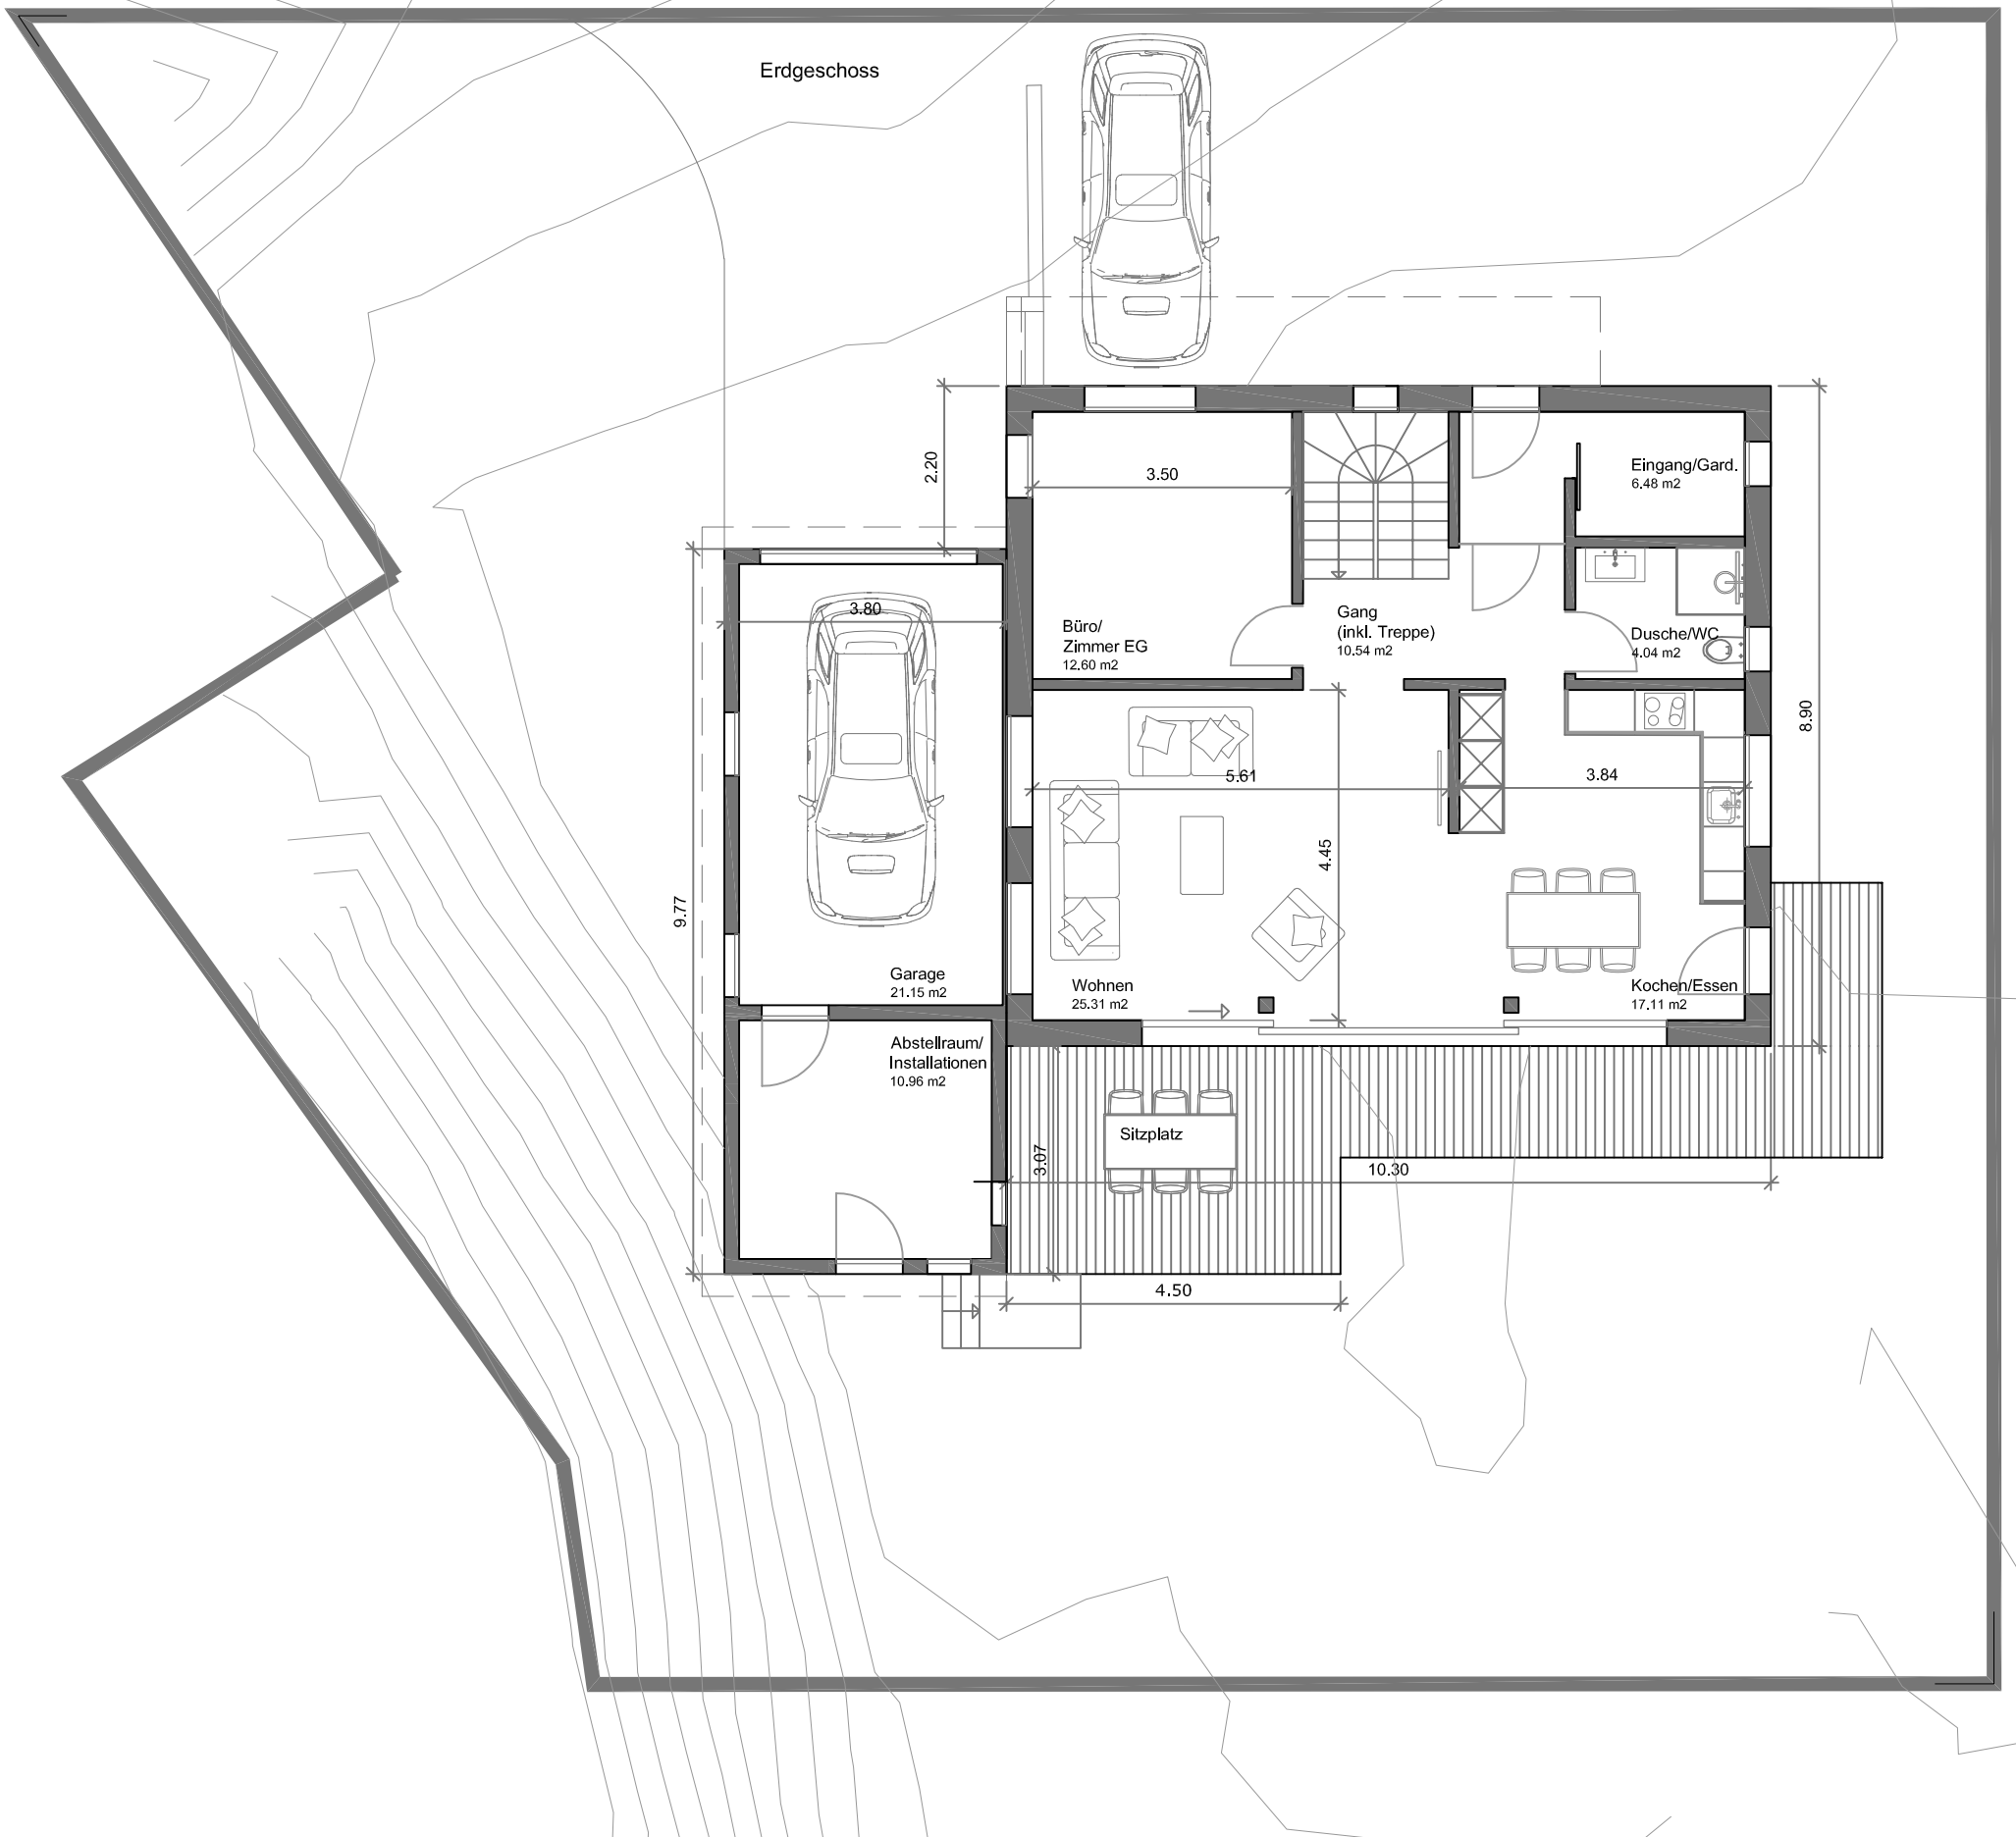 Erdgeschoss
2.20
3.50
Eingang/Gard.
6.48 m2
3.80
Büro/
Zimmer EG
12.60 m2
Gang
(inkl. Treppe)
10.54 m2
Dusche/WC
4.04 m2
8.90
5.61
3.84
4.45
9.77
Garage
21.15 m2
Wohnen
25.31 m2
Kochen/Essen
17.11 m2
Abstellraum/
Installationen
10.96 m2
Sitzplatz
3.07
10.30
4.50